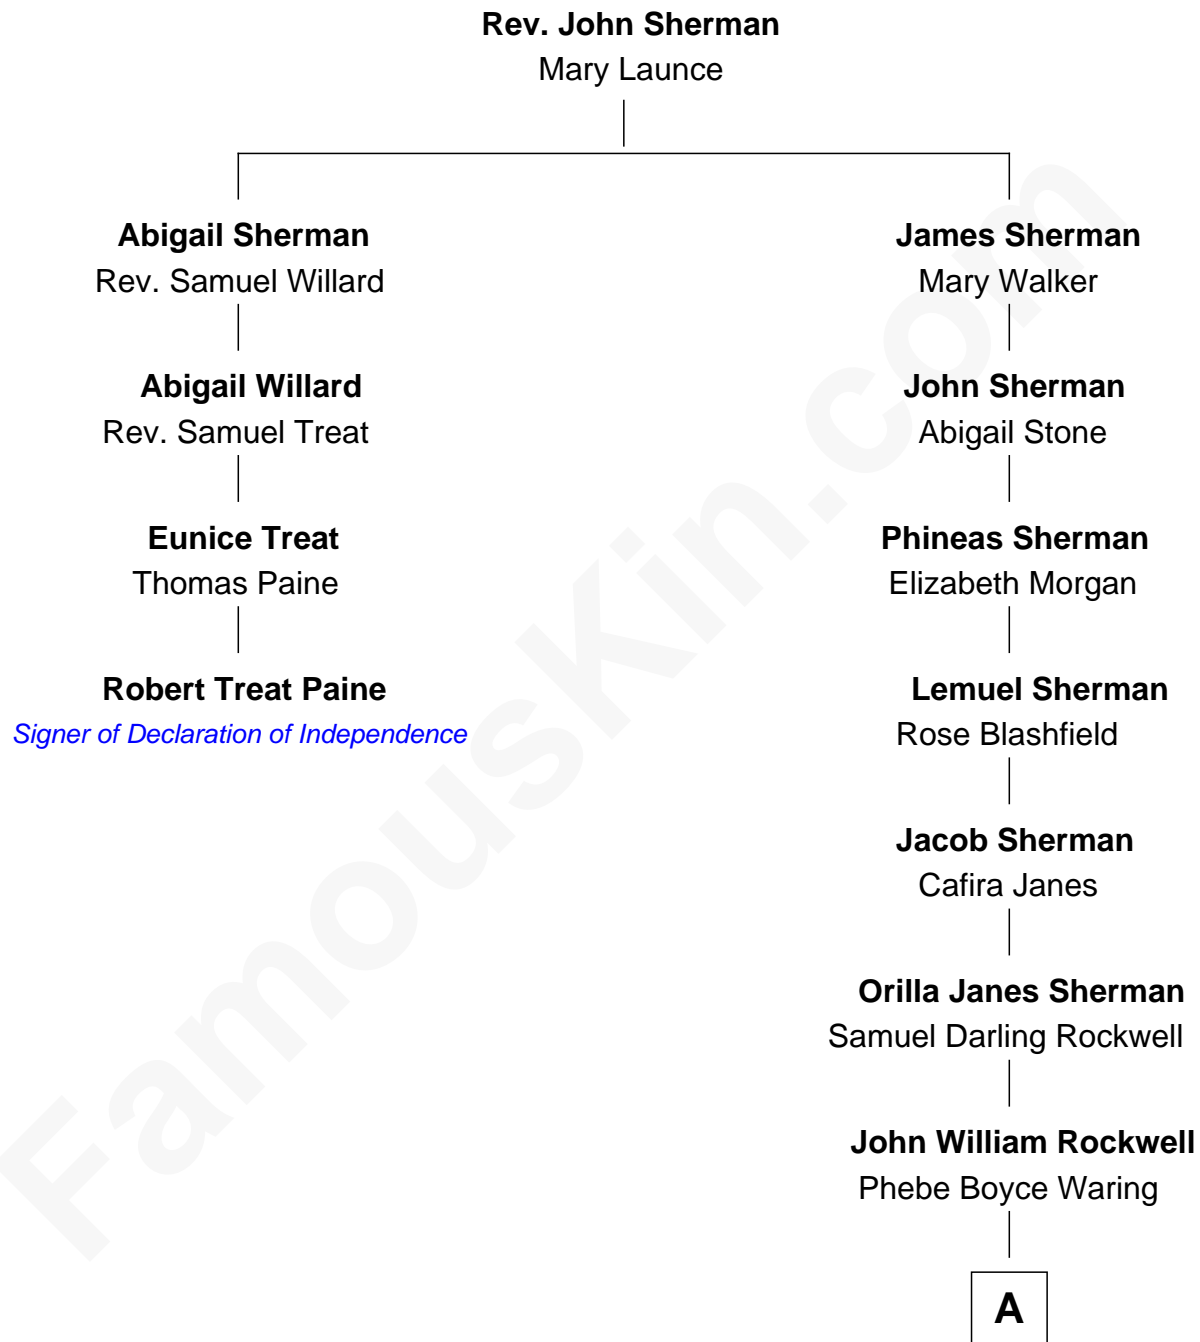 Rev. John Sherman
Mary Launce
Abigail Sherman
Rev. Samuel Willard
Abigail Willard
Rev. Samuel Treat
Eunice Treat
Thomas Paine
Robert Treat Paine
Signer of Declaration of Independence
James Sherman
Mary Walker
John Sherman
Abigail Stone
Phineas Sherman
Elizabeth Morgan
Lemuel Sherman
Rose Blashfield
Jacob Sherman
Cafira Janes
Orilla Janes Sherman
Samuel Darling Rockwell
John William Rockwell
Phebe Boyce Waring
A
FamousKin.com